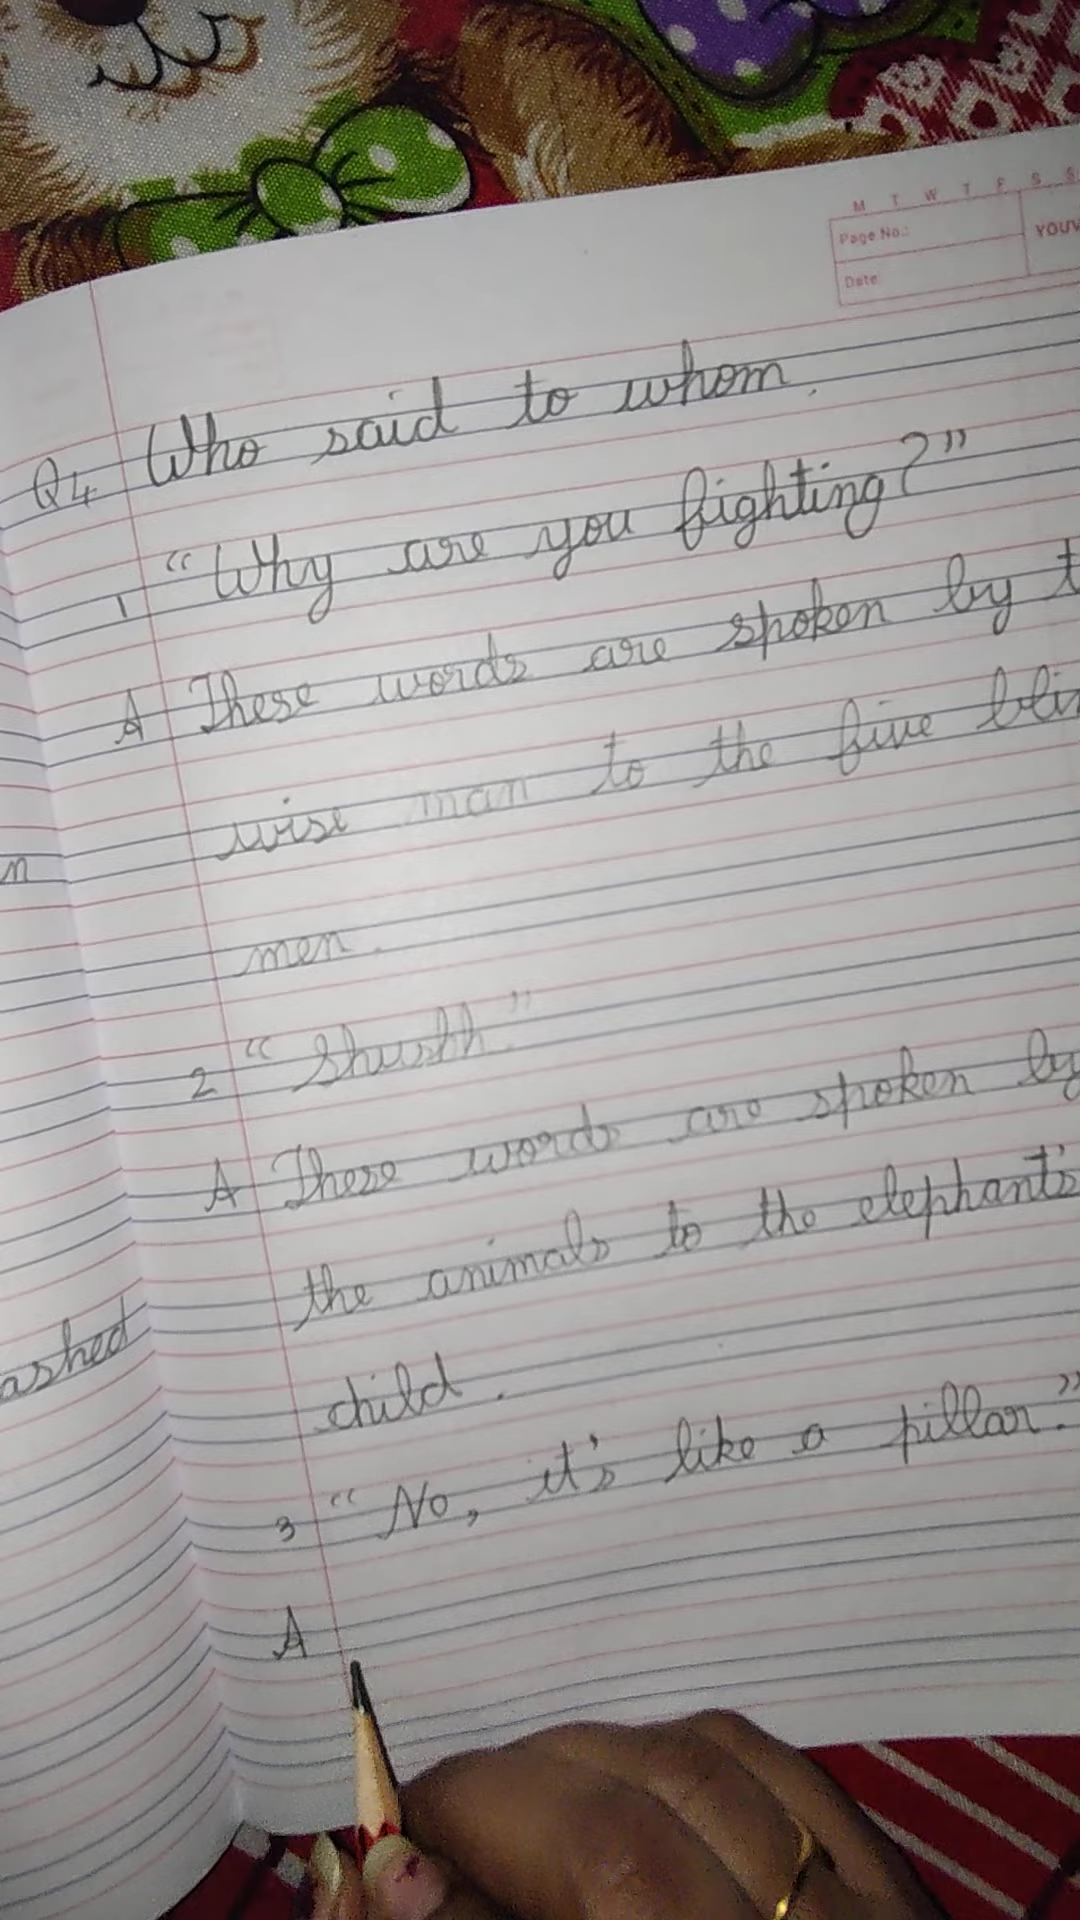 M T W T F S S
Page No.:
Date:
YOUV
Q4 Who said to whom.
1 "Why are you fighting?"
A These words are spoken by t
wise man to the five blin
men.
n
2 "Shushh"
A These words are spoken by
the animals to the elephant's
child.
ashed
3 "No, it's like a pillar."
A